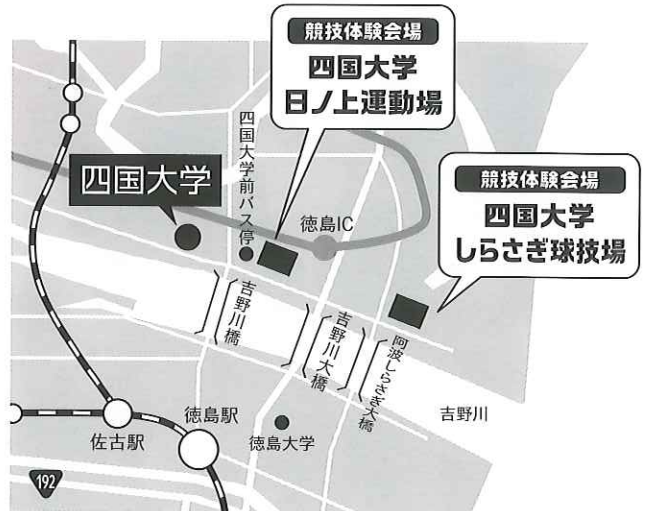 競技体験会場
四国大学
日ノ上運動場
四国大学前バス停
四国大学
競技体験会場
四国大学
しらさぎ球技場
徳島IC
吉野川橋
吉野川大橋
阿波しらさぎ大橋
吉野川
徳島駅
佐古駅
徳島大学
192